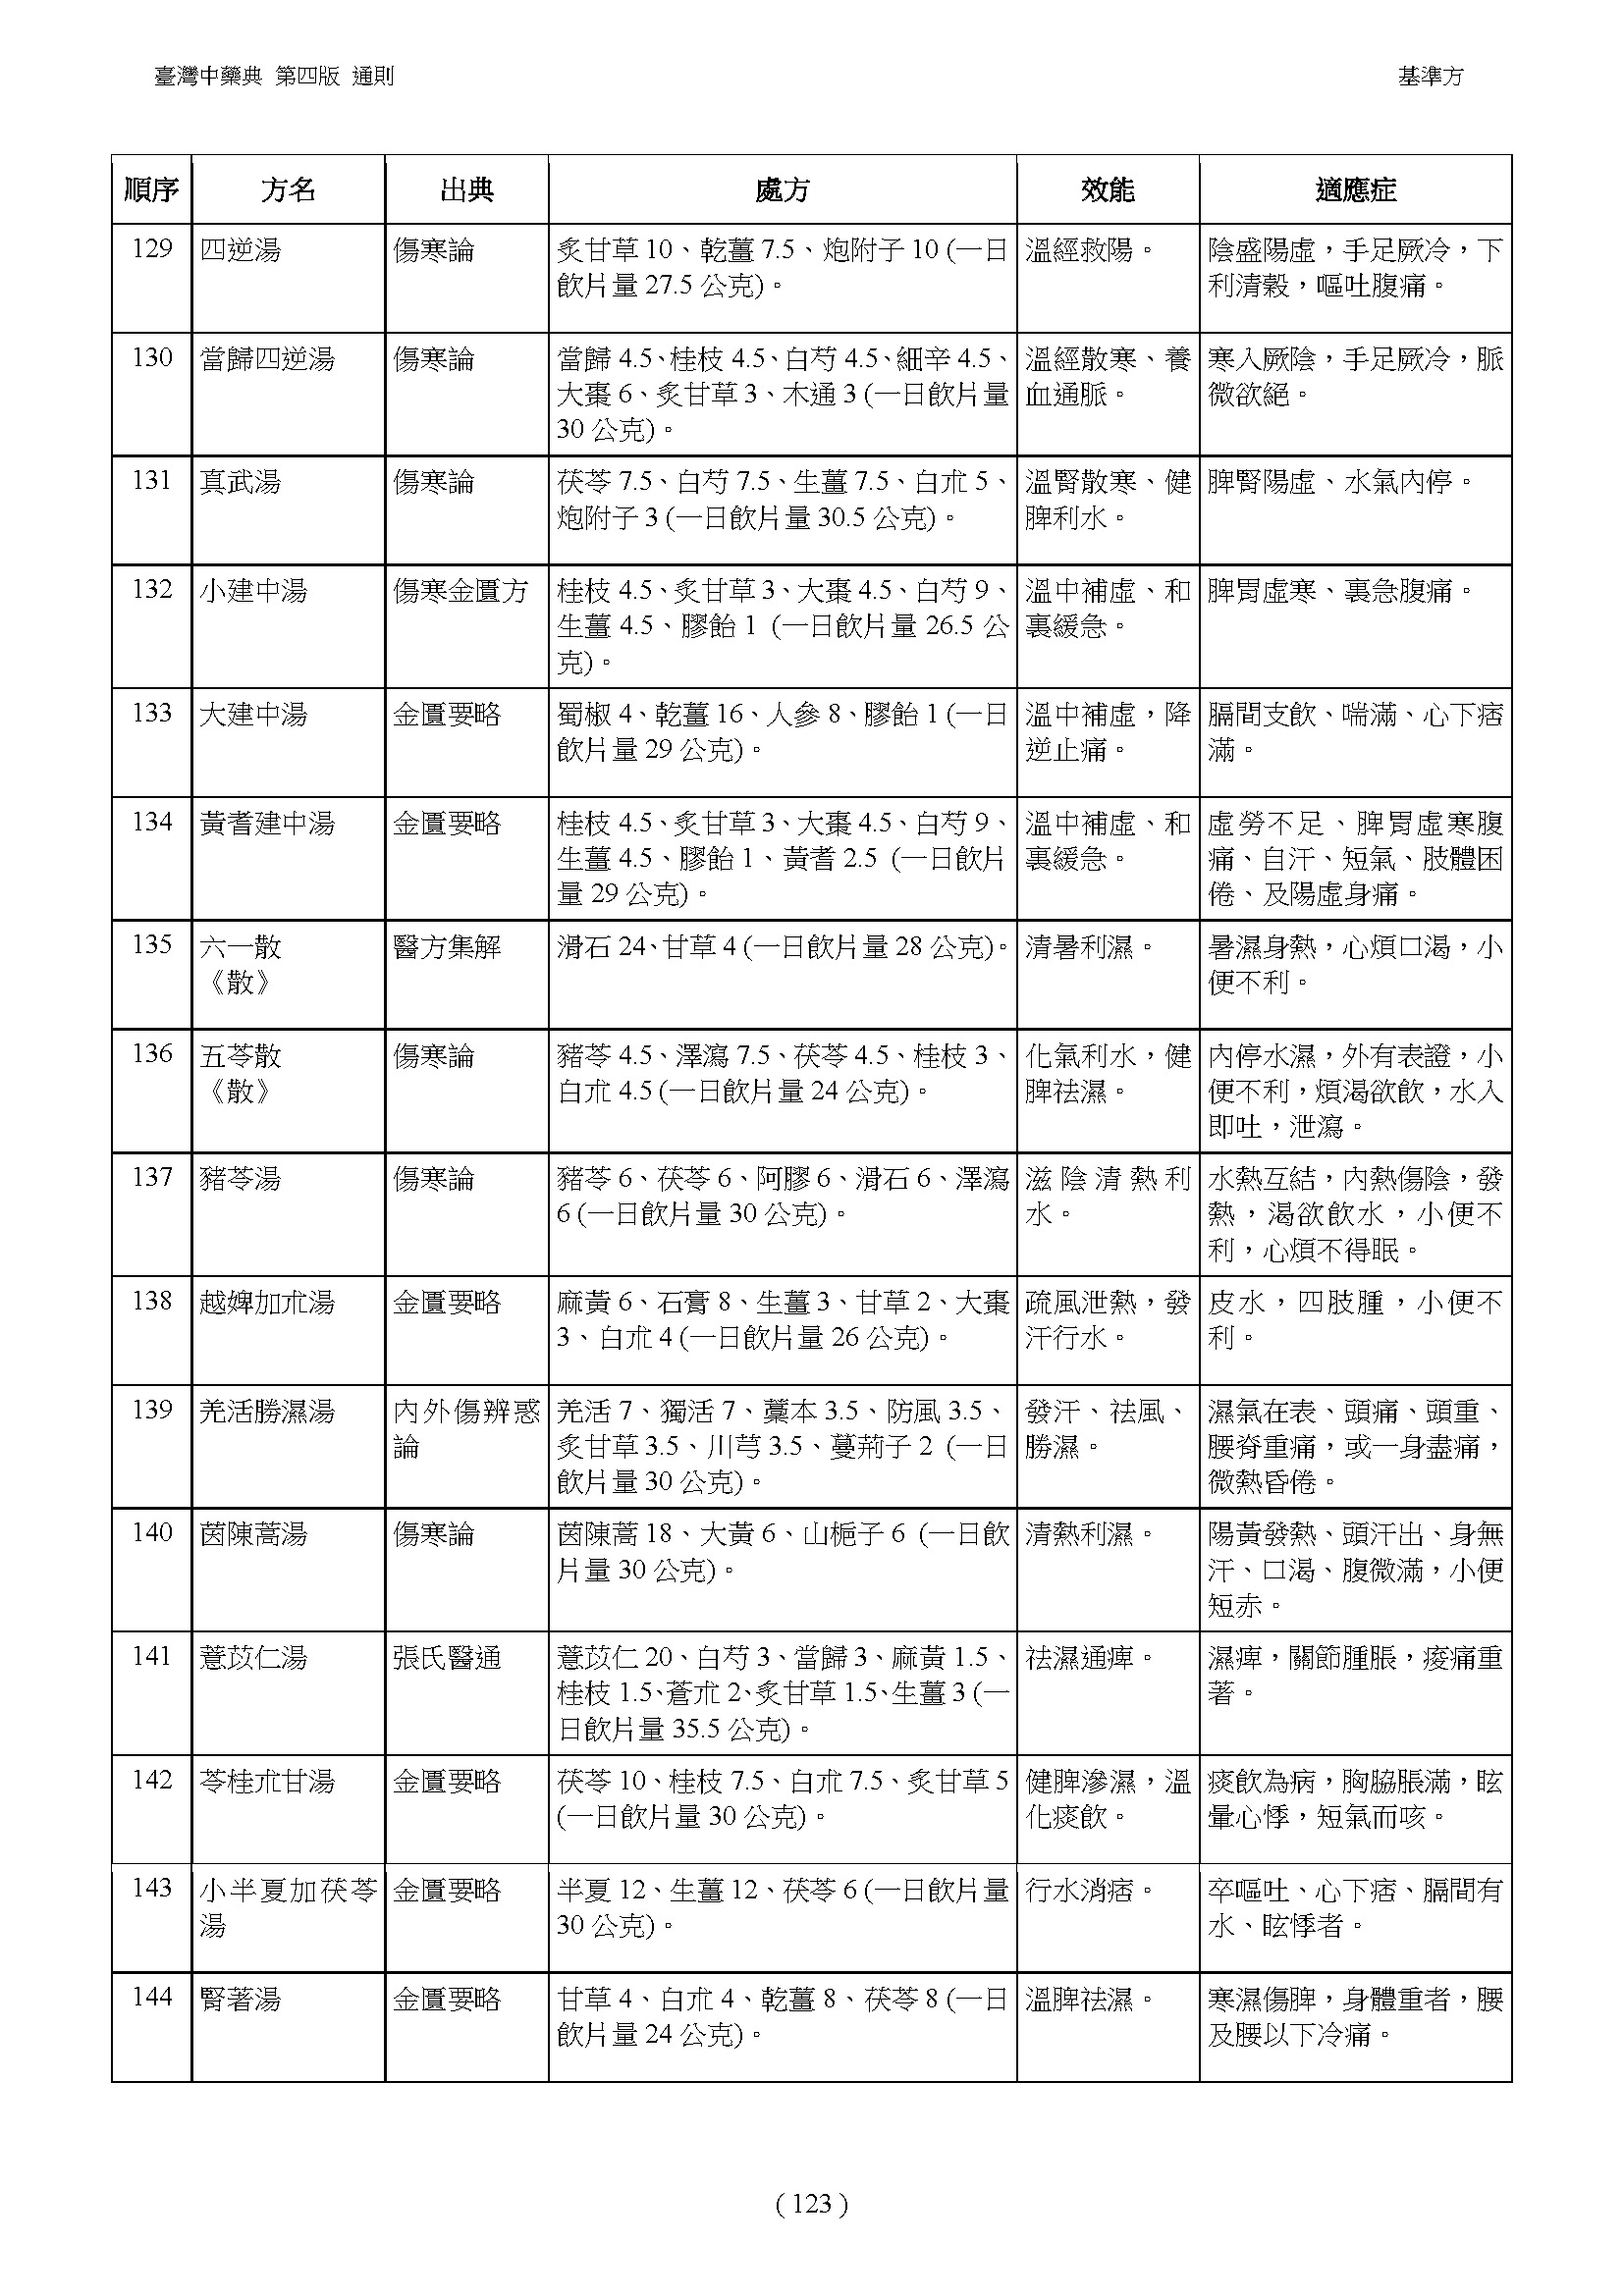 臺灣中藥典 第四版 通則 基準方
順序 方名 出典 處方 效能 適應症
129 四逆湯 傷寒論 炙甘草 10、乾薑 7.5、炮附子 10 (一日 溫經救陽。 陰盛陽虛，手足厥冷，下
飲片量 27.5 公克)。 利清穀，嘔吐腹痛。
130 當歸四逆湯 傷寒論 當歸 4.5、桂枝 4.5、白芍 4.5、細辛 4.5、 溫經散寒、養 寒入厥陰，手足厥冷，脈
大棗 6、炙甘草 3、木通 3 (一日飲片量 血通脈。 微欲絕。
30 公克)。
131 真武湯 傷寒論 茯苓 7.5、白芍 7.5、生薑 7.5、白朮 5、 溫腎散寒、健 脾腎陽虛、水氣內停。
炮附子 3 (一日飲片量 30.5 公克)。 脾利水。
132 小建中湯 傷寒金匱方 桂枝 4.5、炙甘草 3、大棗 4.5、白芍 9、 溫中補虛、和 脾胃虛寒、裏急腹痛。
生薑 4.5、膠飴 1 (一日飲片量 26.5 公 裏緩急。
克)。
133 大建中湯 金匱要略 蜀椒 4、乾薑 16、人參 8、膠飴 1 (一日 溫中補虛，降 膈間支飲、喘滿、心下痞
飲片量 29 公克)。 逆止痛。 滿。
134 黃耆建中湯 金匱要略 桂枝 4.5、炙甘草 3、大棗 4.5、白芍 9、 溫中補虛、和 虛勞不足、脾胃虛寒腹
生薑 4.5、膠飴 1、黃耆 2.5 (一日飲片 裏緩急。 痛、自汗、短氣、肢體困
量 29 公克)。 倦、及陽虛身痛。
135 六一散 醫方集解 滑石 24、甘草 4 (一日飲片量 28 公克)。 清暑利濕。 暑濕身熱，心煩口渴，小
《散》 便不利。
136 五苓散 傷寒論 豬苓 4.5、澤瀉 7.5、茯苓 4.5、桂枝 3、 化氣利水，健 內停水濕，外有表證，小
《散》 白朮 4.5 (一日飲片量 24 公克)。 脾祛濕。 便不利，煩渴欲飲，水入
即吐，泄瀉。
137 豬苓湯 傷寒論 豬苓 6、茯苓 6、阿膠 6、滑石 6、澤瀉 滋陰清熱利 水熱互結，內熱傷陰，發
6 (一日飲片量 30 公克)。 水。 熱，渴欲飲水，小便不
利，心煩不得眠。
138 越婢加朮湯 金匱要略 麻黃 6、石膏 8、生薑 3、甘草 2、大棗 疏風泄熱，發 皮水，四肢腫，小便不
3、白朮 4 (一日飲片量 26 公克)。 汗行水。 利。
139 羌活勝濕湯 內外傷辨惑 羌活 7、獨活 7、藁本 3.5、防風 3.5、 發汗、祛風、 濕氣在表、頭痛、頭重、
論 炙甘草 3.5、川芎 3.5、蔓荊子 2 (一日 勝濕。 腰脊重痛，或一身盡痛，
飲片量 30 公克)。 微熱昏倦。
140 茵陳蒿湯 傷寒論 茵陳蒿 18、大黃 6、山梔子 6 (一日飲 清熱利濕。 陽黃發熱、頭汗出、身無
片量 30 公克)。 汗、口渴、腹微滿，小便
短赤。
141 薏苡仁湯 張氏醫通 薏苡仁 20、白芍 3、當歸 3、麻黃 1.5、 祛濕通痺。 濕痺，關節腫脹，痠痛重
桂枝 1.5、蒼朮 2、炙甘草 1.5、生薑 3 (一 著。
日飲片量 35.5 公克)。
142 苓桂朮甘湯 金匱要略 茯苓 10、桂枝 7.5、白朮 7.5、炙甘草 5 健脾滲濕，溫 痰飲為病，胸脇脹滿，眩
(一日飲片量 30 公克)。 化痰飲。 暈心悸，短氣而咳。
143 小半夏加茯苓 金匱要略 半夏 12、生薑 12、茯苓 6 (一日飲片量 行水消痞。 卒嘔吐、心下痞、膈間有
湯 30 公克)。 水、眩悸者。
144 腎著湯 金匱要略 甘草 4、白朮 4、乾薑 8、茯苓 8 (一日 溫脾祛濕。 寒濕傷脾，身體重者，腰
飲片量 24 公克)。 及腰以下冷痛。
( 123 )